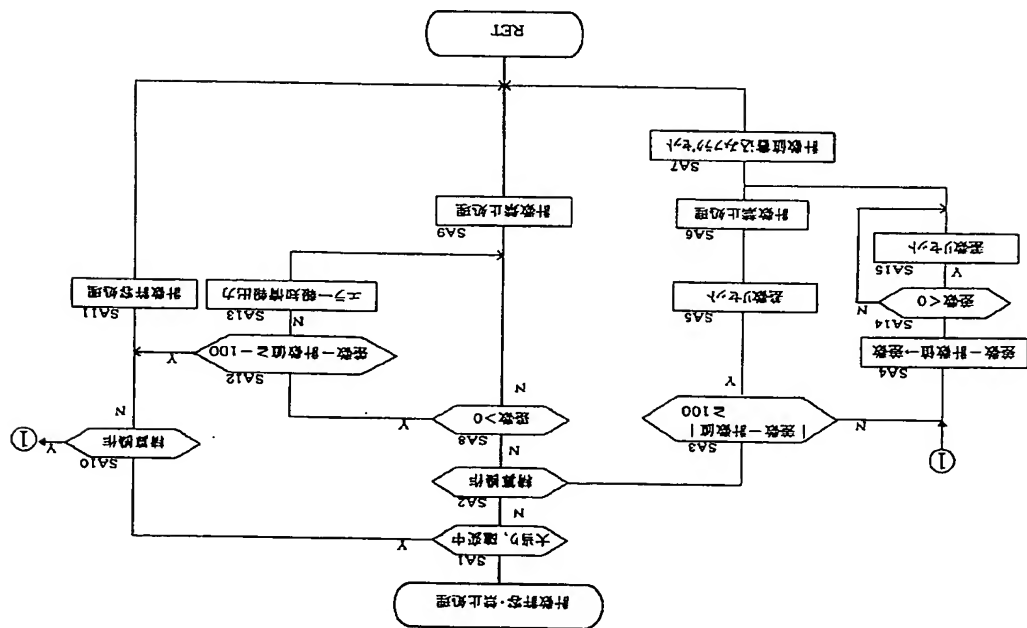 計数許容・禁止処理
SA1
大当り、確変中
Y
N
SA2
精算操作
N
SA10
精算操作
Y
①
N
SA8
差数>0
Y
N
SA3
|差数-計数値|
≧100
N
Y
①
SA12
差数-計数値≧-100
Y
N
SA4
差数-計数値→差数
SA11
計数許容処理
SA13
エラー報知情報出力
SA5
差数リセット
SA14
差数<0
N
Y
SA15
差数リセット
SA9
計数禁止処理
SA6
計数禁止処理
SA7
計数値書込みフラグセット
RET